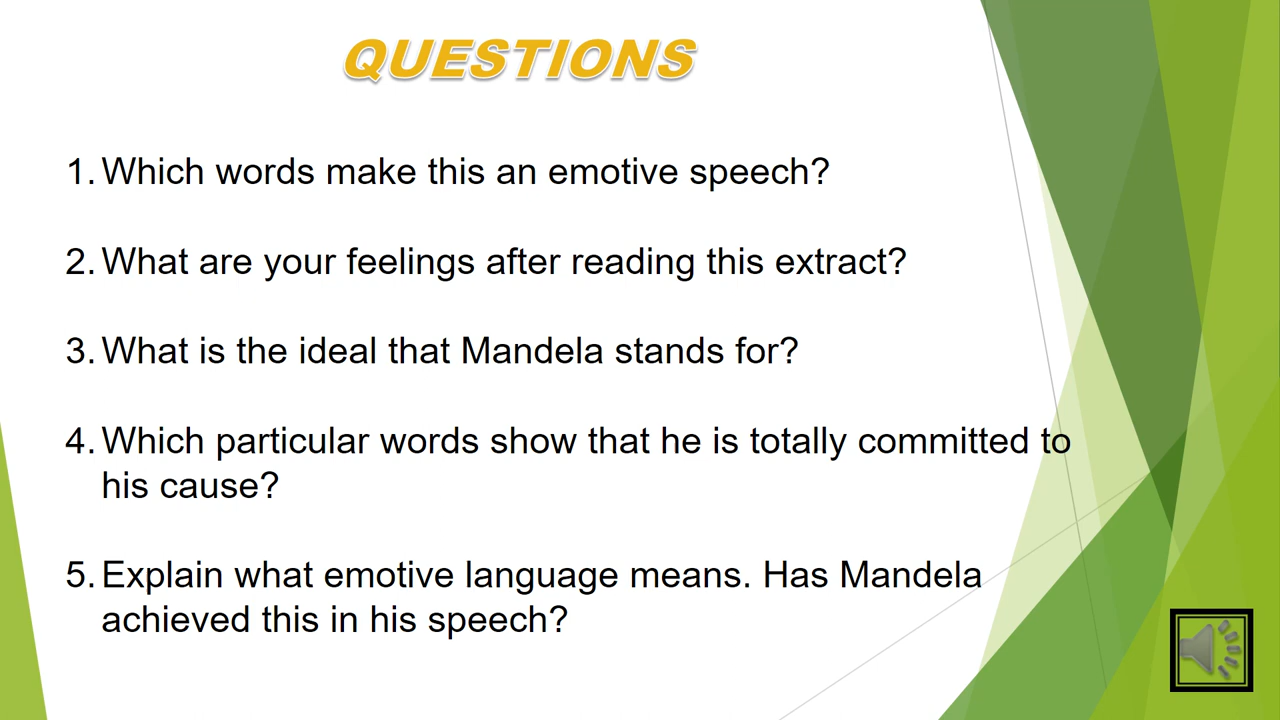 QUESTIONS
1. Which words make this an emotive speech?
2. What are your feelings after reading this extract?
3. What is the ideal that Mandela stands for?
4. Which particular words show that he is totally committed to
his cause?
5. Explain what emotive language means. Has Mandela
achieved this in his speech?